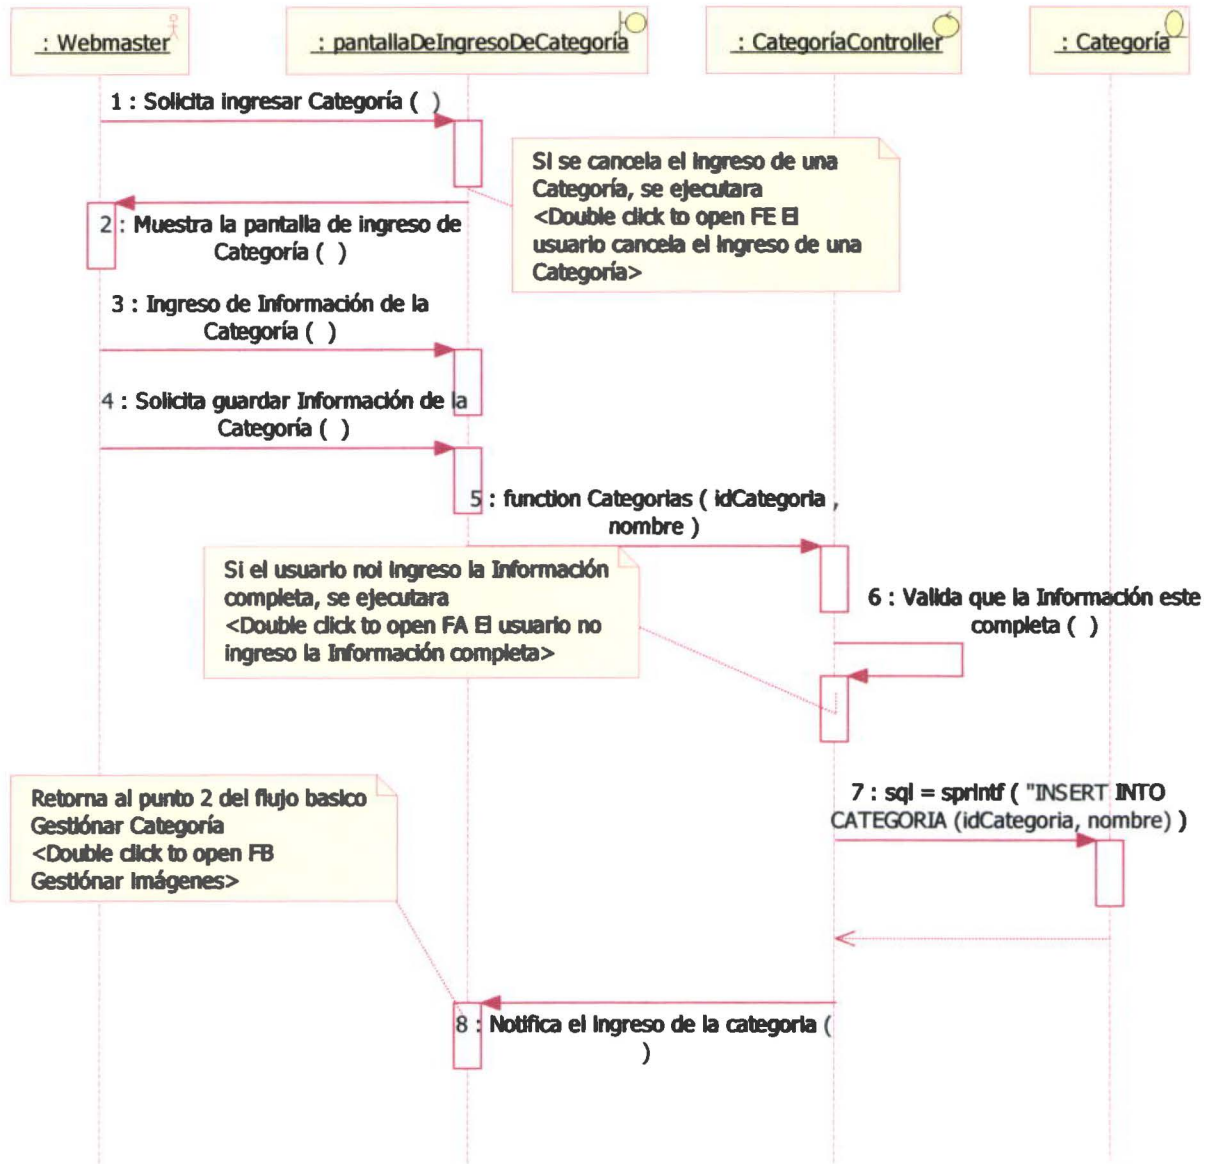 : Webmaster
: pantallaDeIngresoDeCategoría
: CategoríaController
: Categoría
1 : Solicita ingresar Categoría ( )
Si se cancela el ingreso de una
Categoría, se ejecutara
<Double click to open FE El
usuario cancela el ingreso de una
Categoría>
2 : Muestra la pantalla de ingreso de
Categoría ( )
3 : Ingreso de Información de la
Categoría ( )
4 : Solicita guardar Información de la
Categoría ( )
5 : function Categorias ( idCategoria ,
nombre )
Si el usuario noi ingreso la Información
completa, se ejecutara
<Double click to open FA El usuario no
ingreso la Información completa>
6 : Valida que la Información este
completa ( )
7 : sql = sprintf ( "INSERT INTO
CATEGORIA (idCategoria, nombre) )
Retorna al punto 2 del flujo basico
Gestiónar Categoría
<Double click to open FB
Gestiónar Imágenes>
8 : Notifica el ingreso de la categoria (
)